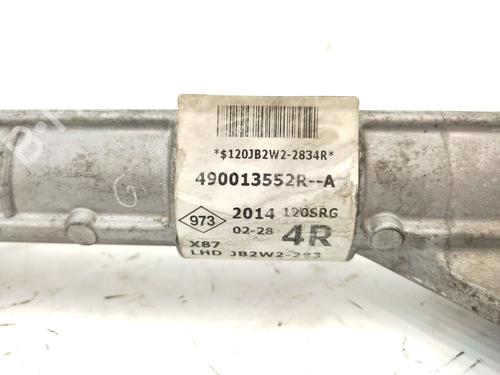 *$120JB2W2-2834R*
490013552R--A
973 2014 120SRG
02-28 4R
X87
LHD JB2W2-283
G